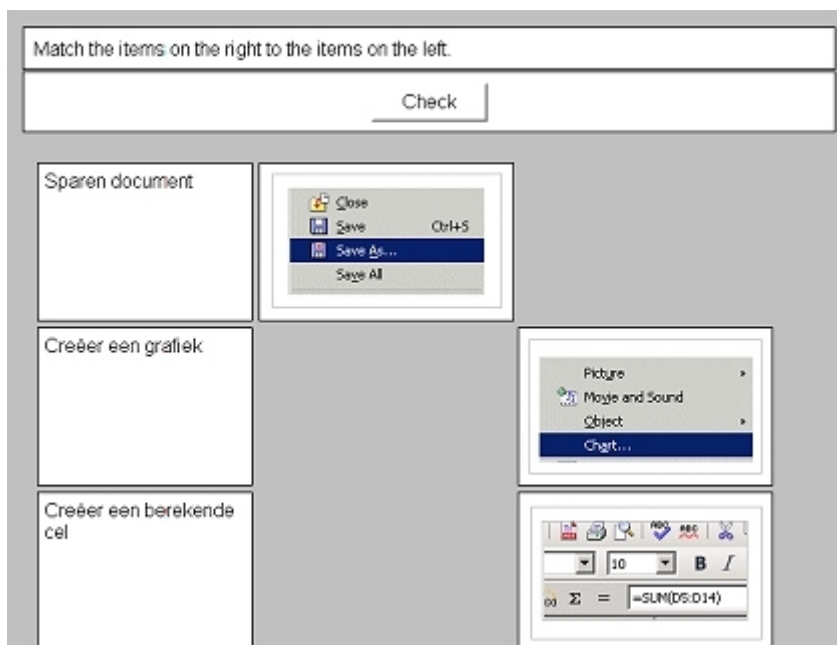 Match the items on the right to the items on the left.
Check
Sparen document
Close
Save Ctrl+S
Save As...
Save All
Creëer een grafiek
Picture
Movie and Sound
Object
Chart...
Creëer een berekende
cel
ABC ABC
10 B I
Σ = =SUM(D5:D14)